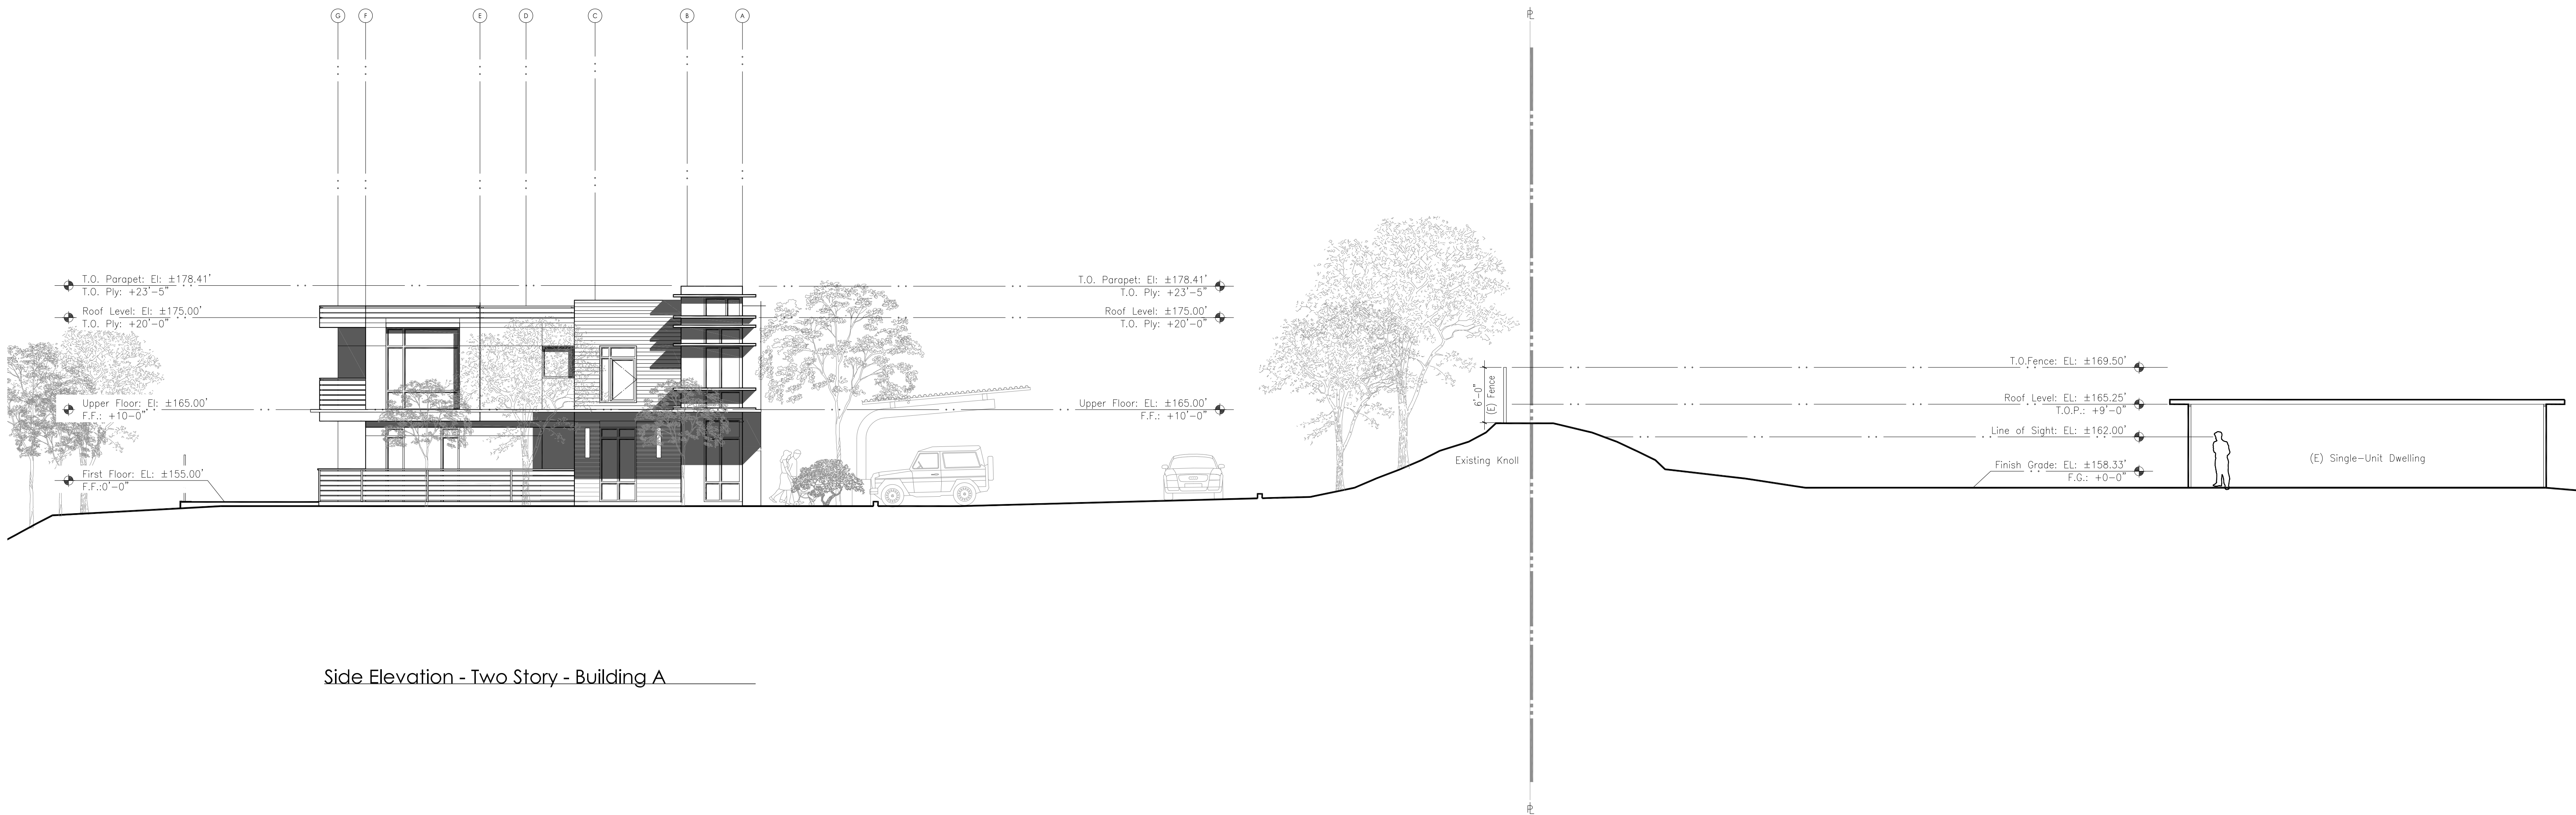 G F E D C B A
PL
T.O. Parapet: El: ±178.41'
T.O. Ply: +23'-5"
Roof Level: El: ±175.00'
T.O. Ply: +20'-0"
Upper Floor: El: ±165.00'
F.F.: +10-0"
First Floor: EL: ±155.00'
F.F.:0'-0"
T.O. Parapet: El: ±178.41'
T.O. Ply: +23'-5"
Roof Level: EL: ±175.00'
T.O. Ply: +20'-0"
Upper Floor: EL: ±165.00'
F.F.: +10'-0"
6'-0"
(E) Fence
Existing Knoll
T.O.Fence: EL: ±169.50'
Roof Level: EL: ±165.25'
T.O.P.: +9'-0"
Line of Sight: EL: ±162.00'
Finish Grade: EL: ±158.33'
F.G.: +0-0"
(E) Single-Unit Dwelling
Side Elevation - Two Story - Building A
PL